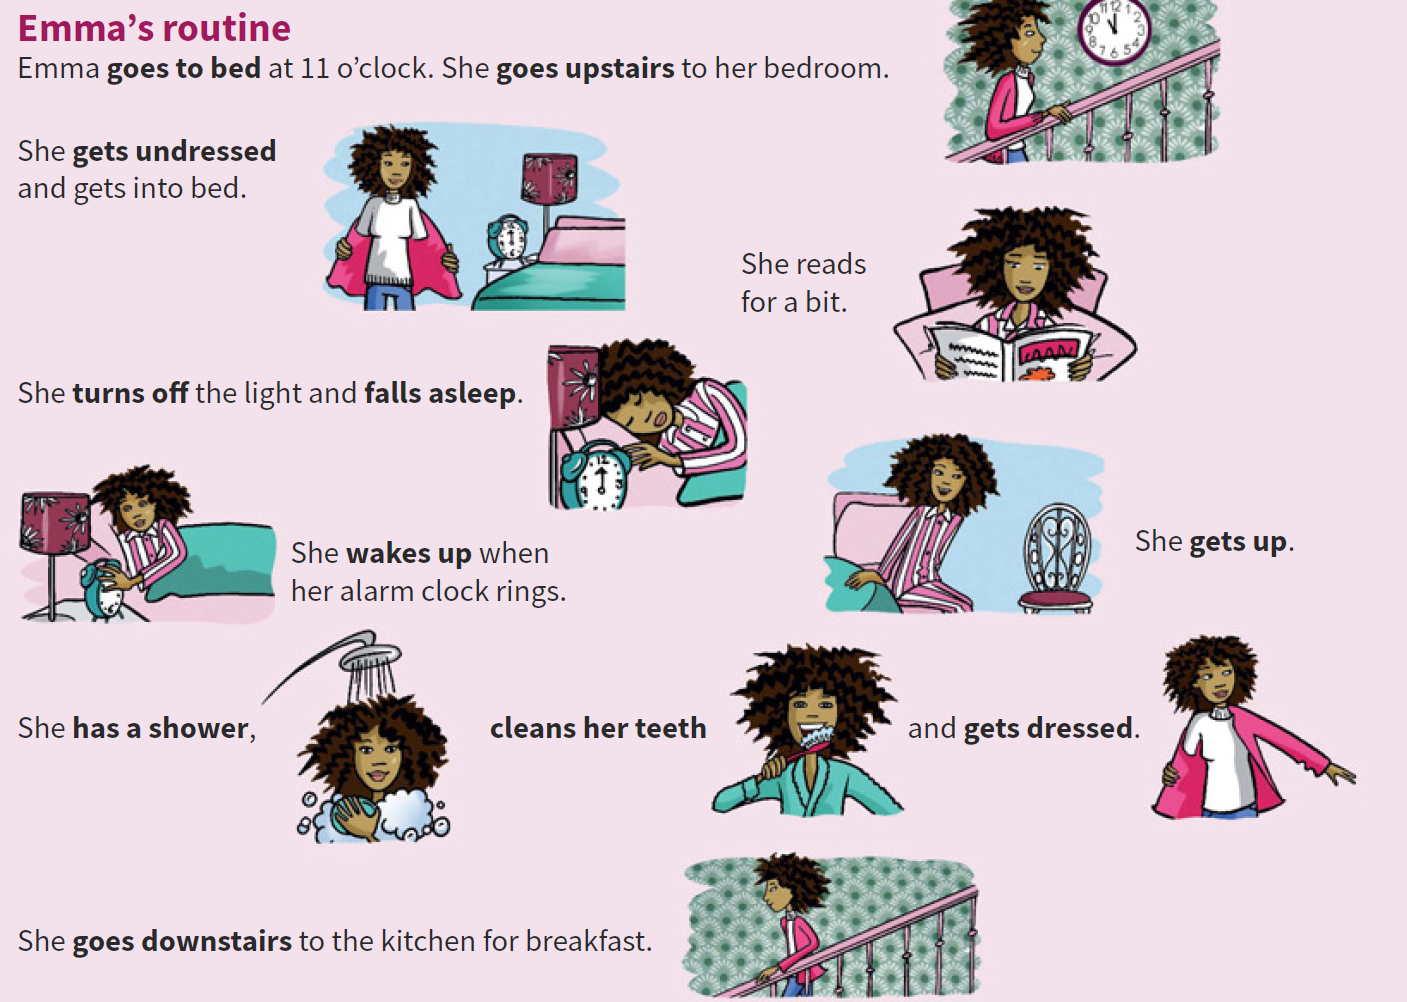 Emma's routine
Emma goes to bed at 11 o'clock. She goes upstairs to her bedroom.
She gets undressed
and gets into bed.
She reads
for a bit.
She turns off the light and falls asleep.
She wakes up when
her alarm clock rings.
She gets up.
She has a shower, cleans her teeth and gets dressed.
She goes downstairs to the kitchen for breakfast.